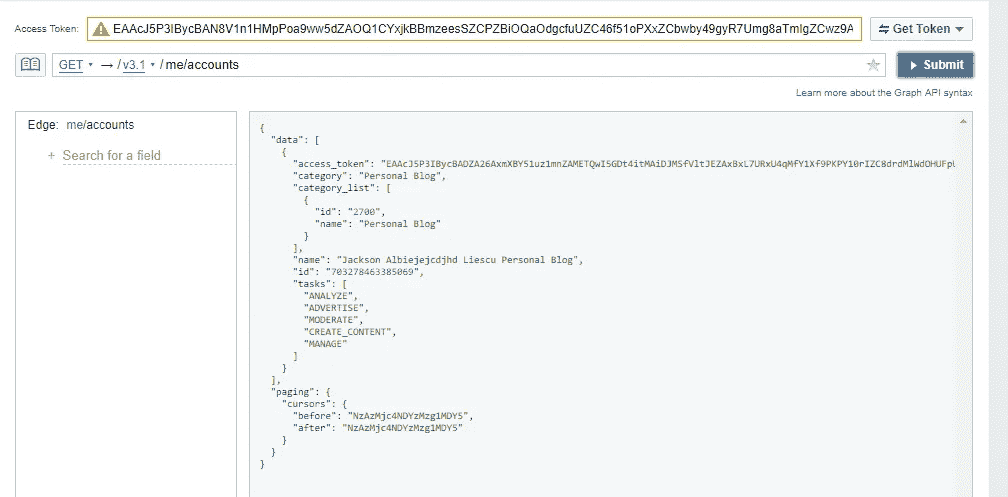 Access Token: EAAcJ5P3IBycBAN8V1n1HMpPoa9ww5dZAOQ1CYxjkBBmzeesSZCPZBiOQaOdgcfuUZC46f51oPXxZCbwby49gyR7Umg8aTmIgZCwz9A Get Token
GET → / v3.1 / me/accounts Submit
Learn more about the Graph API syntax
Edge: me/accounts
+ Search for a field
{
"data": [
{
"access_token": "EAAcJ5P3IBycBADZA26AxmXBY51uz1mnZAMETQwI5GDt4itMAiDJMSfVltJEZAxBxL7URxU4qMfY1Xf9PKPY10rIZC8drdMlWdOHUFpU
"category": "Personal Blog",
"category_list": [
{
"id": "2700",
"name": "Personal Blog"
}
],
"name": "Jackson Albiejejcdjhd Liescu Personal Blog",
"id": "703278463385069",
"tasks": [
"ANALYZE",
"ADVERTISE",
"MODERATE",
"CREATE_CONTENT",
"MANAGE"
]
}
],
"paging": {
"cursors": {
"before": "NzAzMjc4NDYzMzg1MDY5",
"after": "NzAzMjc4NDYzMzg1MDY5"
}
}
}